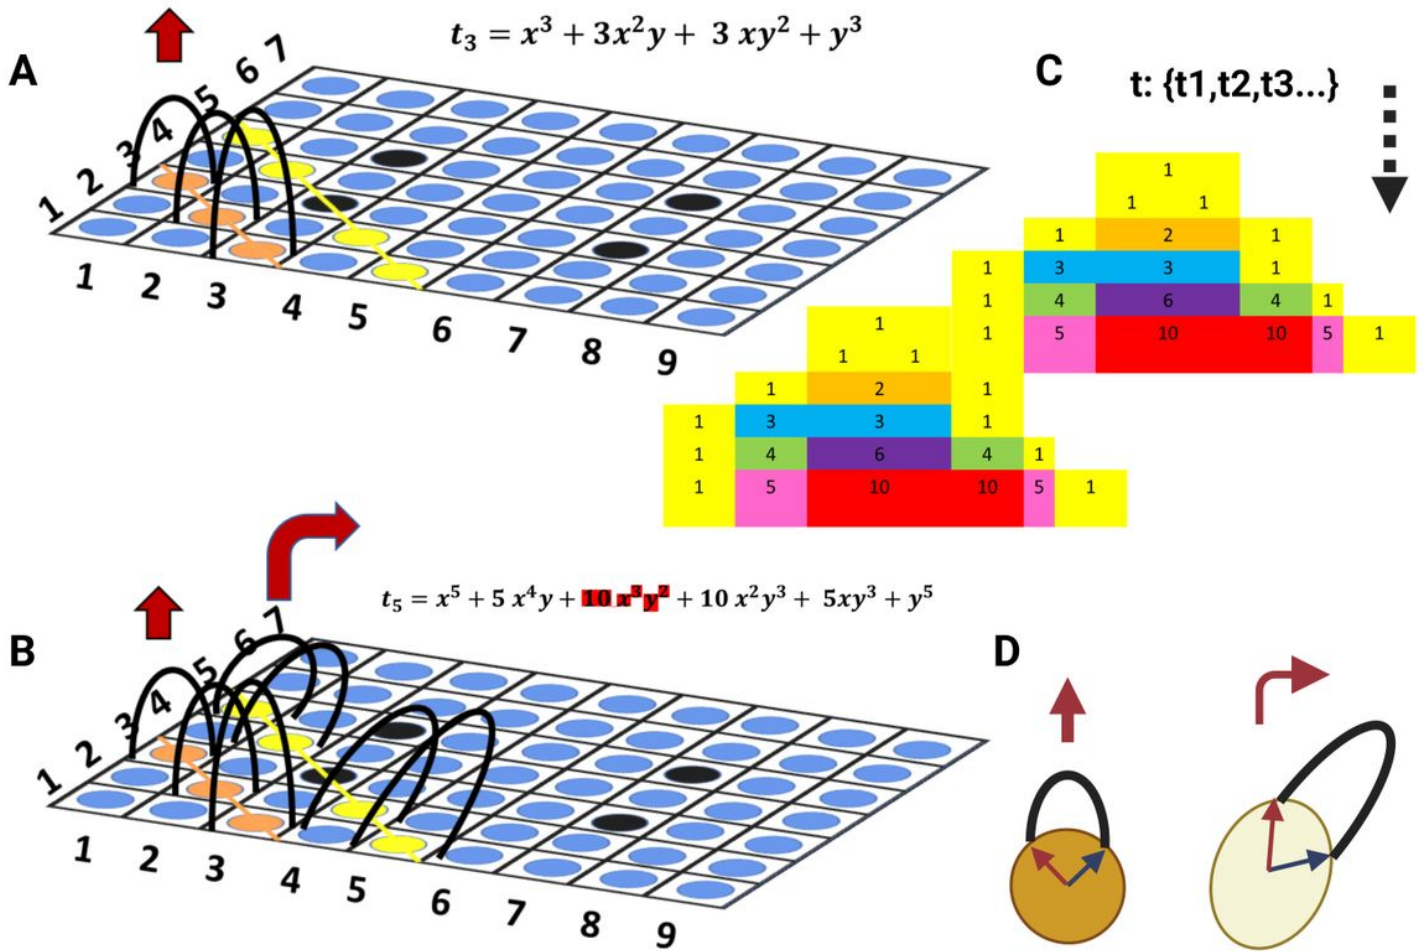 A
t₃ = x³ + 3x²y + 3 xy² + y³
1 2 3 4 5 6 7
1 2 3 4 5 6 7 8 9
B
t₅ = x⁵ + 5 x⁴y + 10 x³y² + 10 x²y³ + 5xy³ + y⁵
1 2 3 4 5 6 7
1 2 3 4 5 6 7 8 9
C
t: {t1,t2,t3...}
1
1 1
1 2 1
1 3 3 1
1 4 6 4 1
1 5 10 10 5 1
1
1 1
1 2 1
1 3 3 1
1 4 6 4 1
1 5 10 10 5 1
D